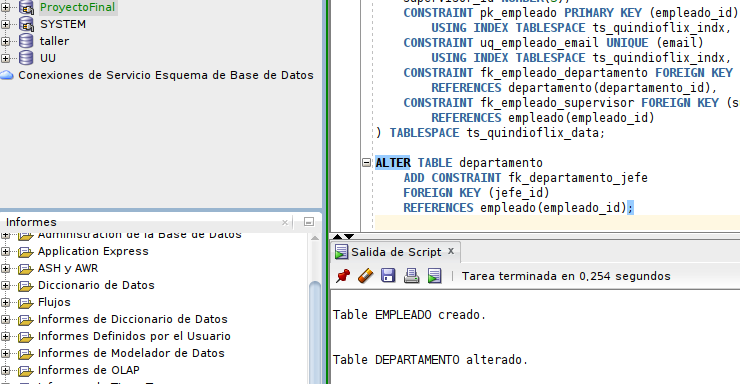 ProyectoFinal
SYSTEM
taller
UU
Conexiones de Servicio Esquema de Base de Datos
Informes
Administración de la Base de Datos
Application Express
ASH y AWR
Diccionario de Datos
Flujos
Informes de Diccionario de Datos
Informes Definidos por el Usuario
Informes de Modelador de Datos
Informes de OLAP
CONSTRAINT pk_empleado PRIMARY KEY (empleado_id)
USING INDEX TABLESPACE ts_quindioflix_indx,
CONSTRAINT uq_empleado_email UNIQUE (email)
USING INDEX TABLESPACE ts_quindioflix_indx,
CONSTRAINT fk_empleado_departamento FOREIGN KEY
REFERENCES departamento(departamento_id),
CONSTRAINT fk_empleado_supervisor FOREIGN KEY (s
REFERENCES empleado(empleado_id)
) TABLESPACE ts_quindioflix_data;
ALTER TABLE departamento
ADD CONSTRAINT fk_departamento_jefe
FOREIGN KEY (jefe_id)
REFERENCES empleado(empleado_id);
Salida de Script x
Tarea terminada en 0,254 segundos
Table EMPLEADO creado.
Table DEPARTAMENTO alterado.